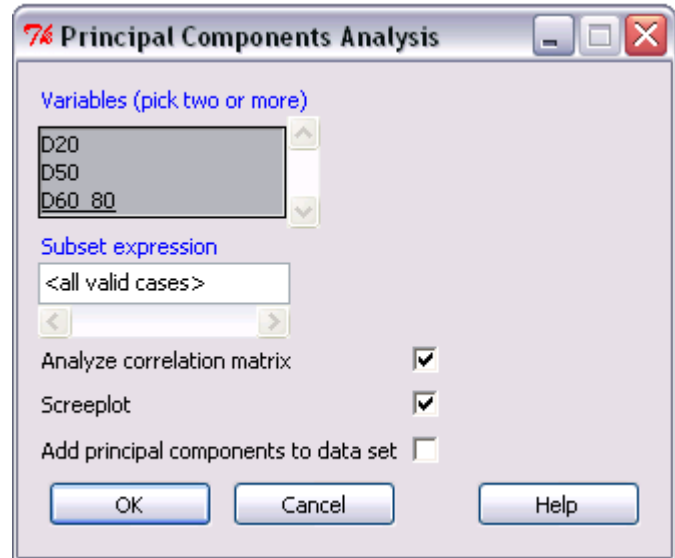 Principal Components Analysis
Variables (pick two or more)
D20
D50
D60_80
Subset expression
<all valid cases>
Analyze correlation matrix
Screeplot
Add principal components to data set
OK Cancel Help